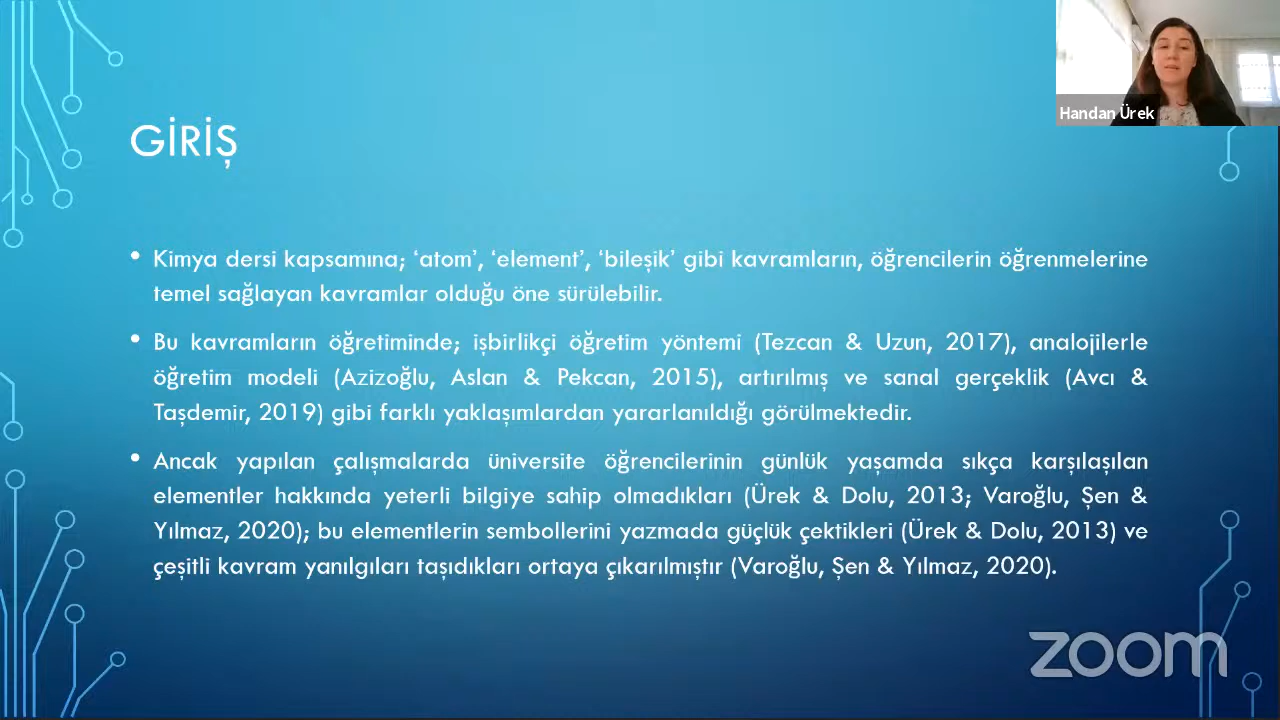 Handan Ürek
GİRİŞ
• Kimya dersi kapsamına; ‘atom’, ‘element’, ‘bileşik’ gibi kavramların, öğrencilerin öğrenmelerine
temel sağlayan kavramlar olduğu öne sürülebilir.
• Bu kavramların öğretiminde; işbirlikçi öğretim yöntemi (Tezcan & Uzun, 2017), analojilerle
öğretim modeli (Azizoğlu, Aslan & Pekcan, 2015), artırılmış ve sanal gerçeklik (Avcı &
Taşdemir, 2019) gibi farklı yaklaşımlardan yararlanıldığı görülmektedir.
• Ancak yapılan çalışmalarda üniversite öğrencilerinin günlük yaşamda sıkça karşılaşılan
elementler hakkında yeterli bilgiye sahip olmadıkları (Ürek & Dolu, 2013; Varoğlu, Şen &
Yılmaz, 2020); bu elementlerin sembollerini yazmada güçlük çektikleri (Ürek & Dolu, 2013) ve
çeşitli kavram yanılgıları taşıdıkları ortaya çıkarılmıştır (Varoğlu, Şen & Yılmaz, 2020).
zoom